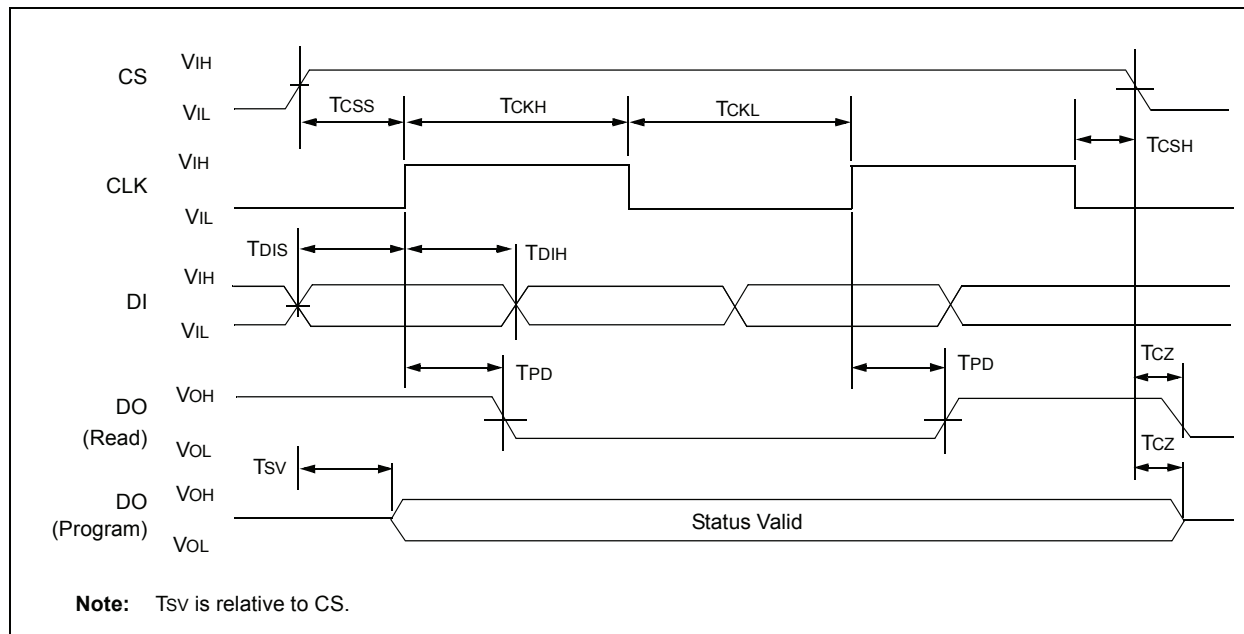 CS
VIH
VIL
TCSS
TCKH
TCKL
TCSH
CLK
VIH
VIL
TDIS
TDIH
DI
VIH
VIL
TPD
TPD
TCZ
DO
(Read)
VOH
VOL
TCZ
TSV
DO
(Program)
VOH
VOL
Status Valid
Note: TSV is relative to CS.